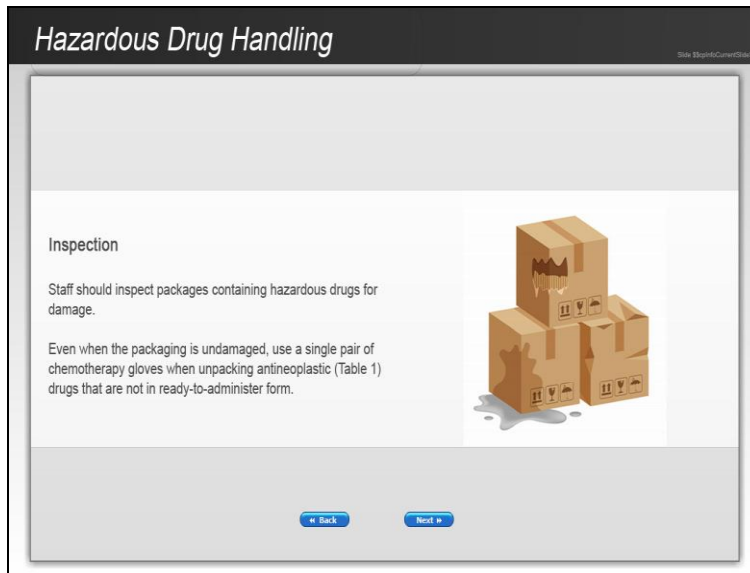 Hazardous Drug Handling
Slide $$cpInfoCurrentSlide
Inspection
Staff should inspect packages containing hazardous drugs for
damage.
Even when the packaging is undamaged, use a single pair of
chemotherapy gloves when unpacking antineoplastic (Table 1)
drugs that are not in ready-to-administer form.
« Back
Next »